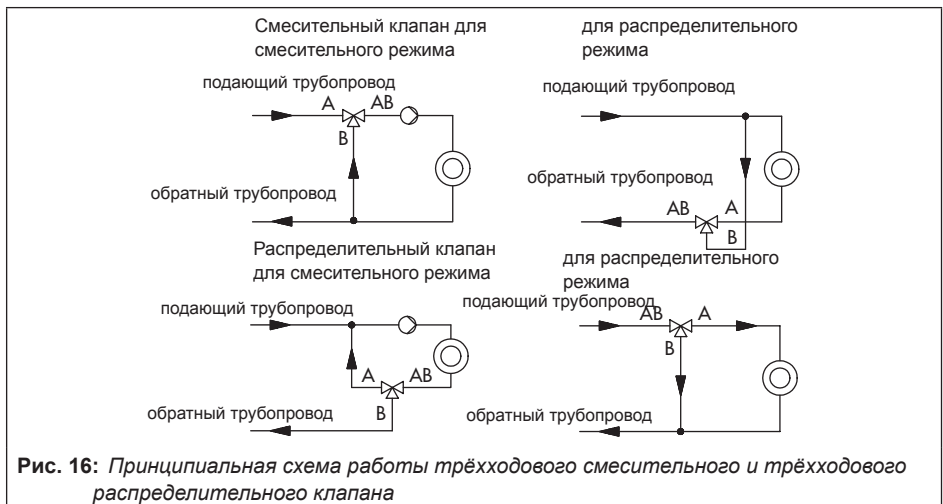 Смесительный клапан для
смесительного режима
подающий трубопровод
A AB
B
обратный трубопровод
для распределительного
режима
подающий трубопровод
обратный трубопровод
AB A
B
Распределительный клапан
для смесительного режима
подающий трубопровод
A AB
B
обратный трубопровод
для распределительного
режима
подающий трубопровод
AB A
B
обратный трубопровод
Рис. 16: Принципиальная схема работы трёхходового смесительного и трёхходового
распределительного клапана